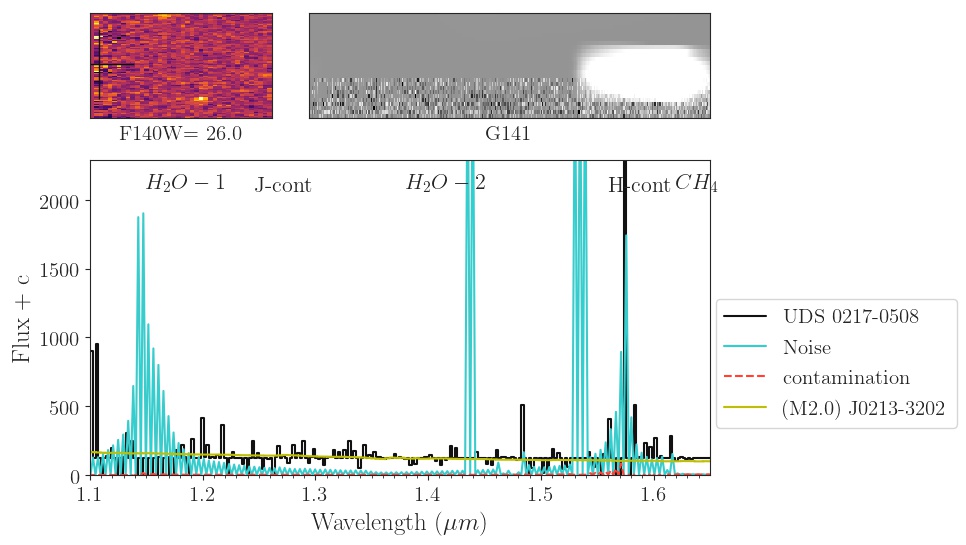 F140W= 26.0
G141
H₂O − 1
J-cont
H₂O − 2
H-cont
CH₄
2000
1500
1000
500
0
Flux + c
1.1
1.2
1.3
1.4
1.5
1.6
Wavelength (μm)
UDS 0217-0508
Noise
contamination
(M2.0) J0213-3202